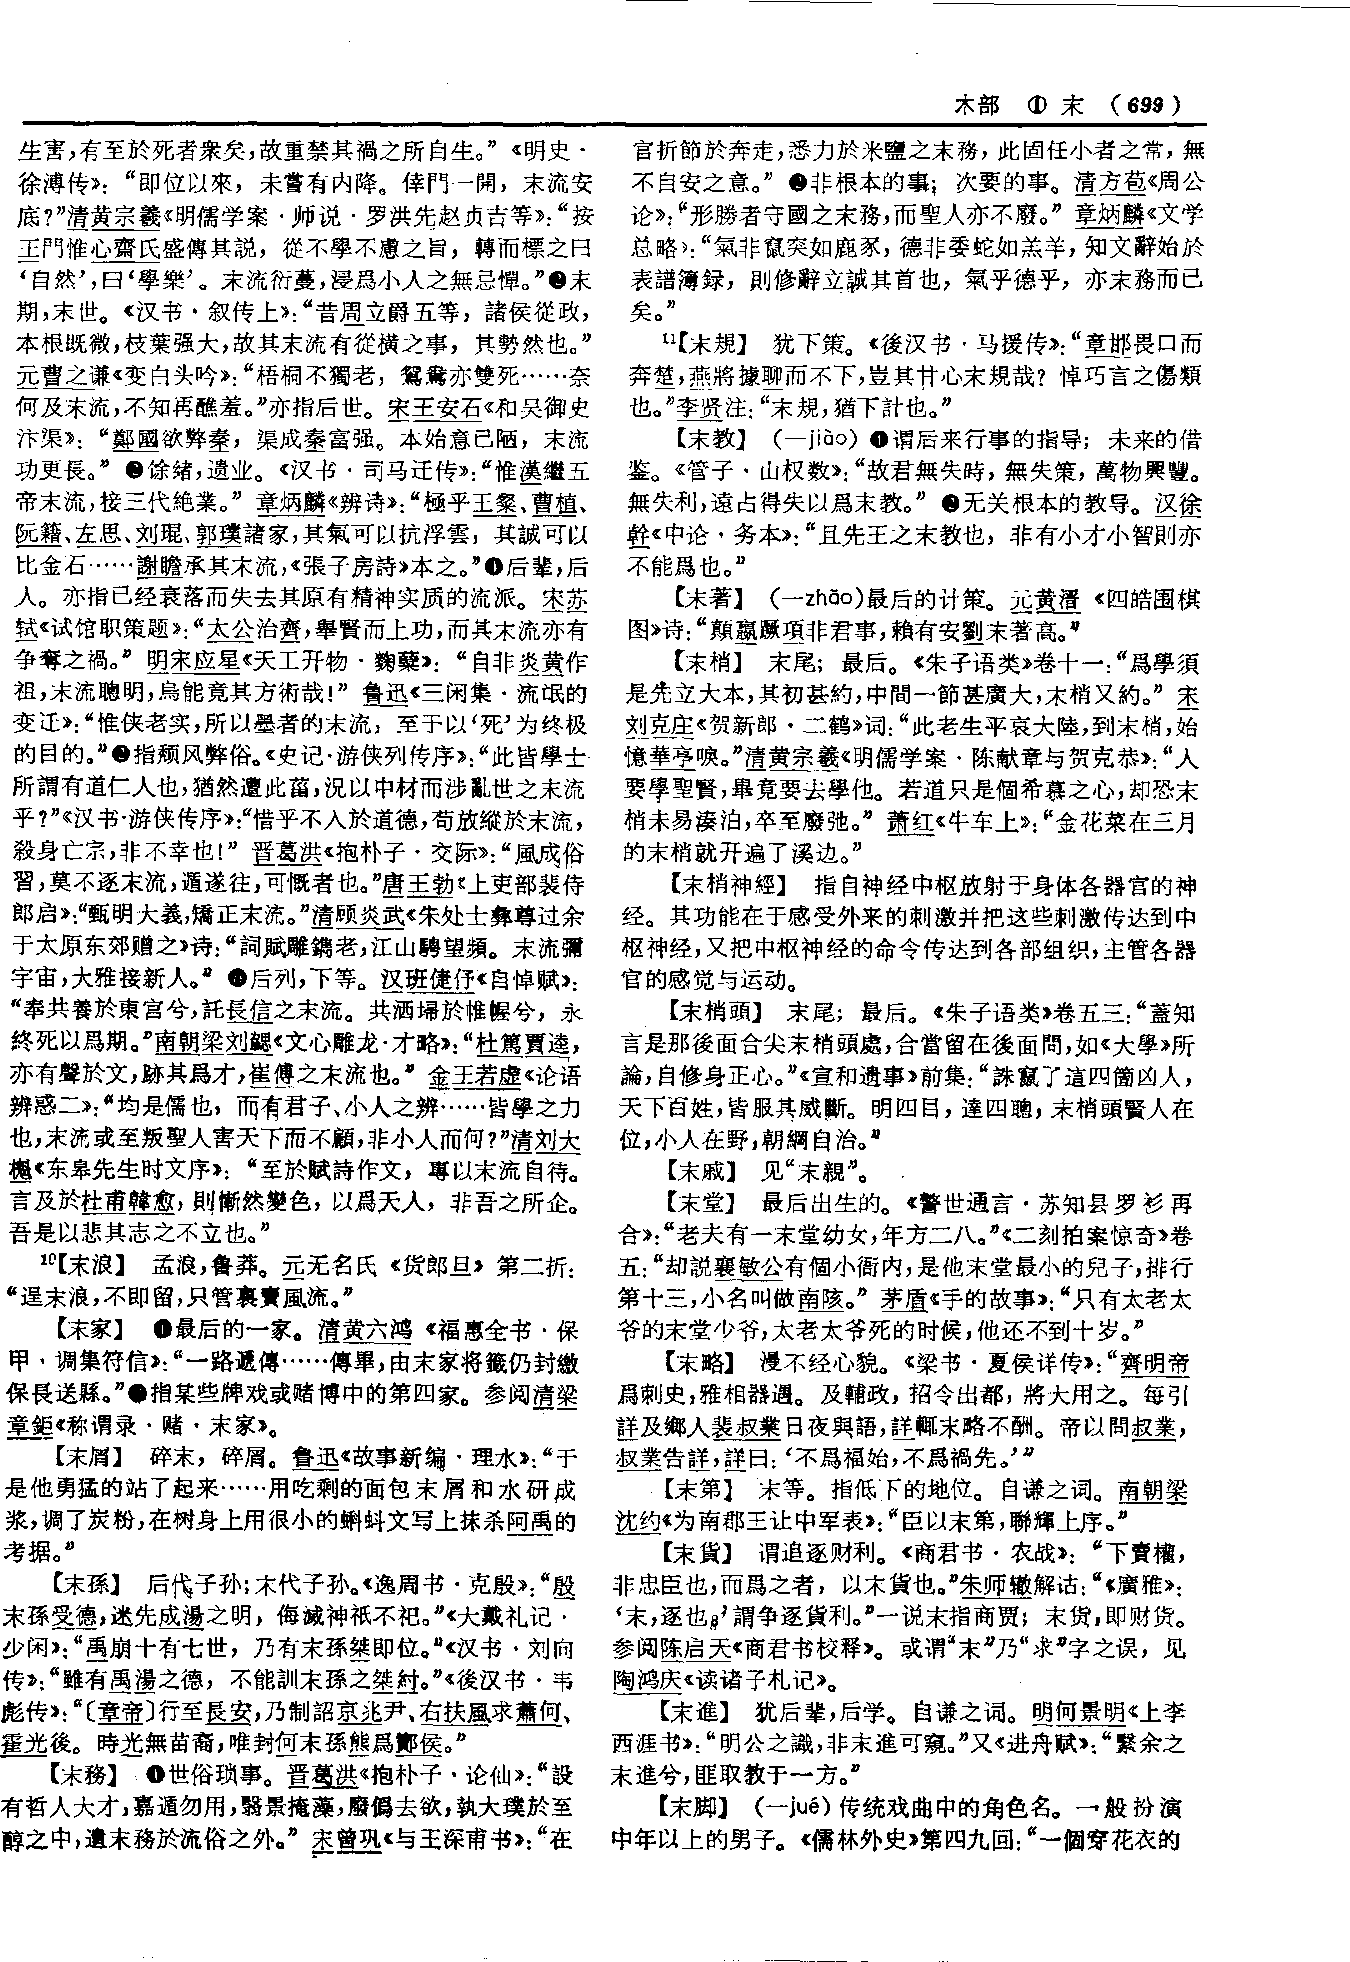 木部 ① 末 (699)
生害，有至於死者衆矣，故重禁其禍之所自生。”《明史·
徐溥传》：“即位以來，未嘗有内降。倖門一開，末流安
底？”清黄宗羲《明儒学案·师说·罗洪先赵贞吉等》：“按
王門惟心齋氏盛傳其説，從不學不慮之旨，轉而標之曰
‘自然’，曰‘學樂’。末流衍蔓，浸爲小人之無忌憚。”❷末
期，末世。《汉书·叙传上》：“昔周立爵五等，諸侯從政，
本根既微，枝葉强大，故其末流有從横之事，其勢然也。”
元曹之谦《变白头吟》：“梧桐不獨老，鴛鴦亦雙死……奈
何及末流，不知再醮羞。”亦指后世。宋王安石《和吴御史
汴渠》：“鄭國欲弊秦，渠成秦富强。本始意已陋，末流
功更長。”❸馀绪，遗业。《汉书·司马迁传》：“惟漢繼五
帝末流，接三代絶業。”章炳麟《辨诗》：“極乎王粲、曹植、
阮籍、左思、刘琨、郭璞諸家，其氣可以抗浮雲，其誠可以
比金石……謝瞻承其末流，《張子房詩》本之。”❹后辈，后
人。亦指已经衰落而失去其原有精神实质的流派。宋苏
轼《试馆职策题》：“太公治齊，舉賢而上功，而其末流亦有
争奪之禍。”明宋应星《天工开物·麴蘗》：“自非炎黄作
祖，末流聰明，烏能竟其方術哉！”鲁迅《三闲集·流氓的
变迁》：“惟侠老实，所以墨者的末流，至于以‘死’为终极
的目的。”❺指颓风弊俗。《史记·游侠列传序》：“此皆學士
所謂有道仁人也，猶然遭此菑，況以中材而涉亂世之末流
乎？”《汉书·游侠传序》：“惜乎不入於道德，苟放縱於末流，
殺身亡宗，非不幸也！”晋葛洪《抱朴子·交际》：“風成俗
習，莫不逐末流，遁遂往，可慨者也。”唐王勃《上吏部裴侍
郎启》：“甄明大義，矯正末流。”清顾炎武《朱处士彝尊过余
于太原东郊赠之》诗：“詞賦雕鐫老，江山騁望頻。末流彌
宇宙，大雅接新人。”❻后列，下等。汉班倢伃《自悼赋》：
“奉共養於東宫兮，託長信之末流。共洒埽於帷幄兮，永
終死以爲期。”南朝梁刘勰《文心雕龙·才略》：“杜篤賈逵，
亦有聲於文，跡其爲才，崔傅之末流也。”金王若虚《论语
辨惑二》：“均是儒也，而有君子、小人之辨……皆學之力
也，末流或至叛聖人害天下而不顧，非小人而何？”清刘大
櫆《东皋先生时文序》：“至於賦詩作文，專以末流自待。
言及於杜甫韓愈，則慚然變色，以爲天人，非吾之所企。
吾是以悲其志之不立也。”
¹⁰【末浪】 孟浪，鲁莽。元无名氏《货郎旦》第二折：
“逞末浪，不即留，只管裏賣風流。”
【末家】 ❶最后的一家。清黄六鸿《福惠全书·保
甲·调集符信》：“一路遞傳……傳畢，由末家将籤仍封繳
保長送縣。”❷指某些牌戏或赌博中的第四家。参阅清梁
章鉅《称谓录·赌·末家》。
【末屑】 碎末，碎屑。鲁迅《故事新编·理水》：“于
是他勇猛的站了起来……用吃剩的面包末屑和水研成
浆，调了炭粉，在树身上用很小的蝌蚪文写上抹杀阿禹的
考据。”
【末孫】 后代子孙；末代子孙。《逸周书·克殷》：“殷
末孫受德，迷先成湯之明，侮滅神祇不祀。”《大戴礼记·
少闲》：“禹崩十有七世，乃有末孫桀即位。”《汉书·刘向
传》：“雖有禹湯之德，不能訓末孫之桀紂。”《後汉书·韦
彪传》：“〔章帝〕行至長安，乃制詔京兆尹、右扶風求蕭何、
霍光後。時光無苗裔，唯封何末孫熊爲酇侯。”
【末務】 ❶世俗琐事。晋葛洪《抱朴子·论仙》：“設
有哲人大才，嘉遁勿用，翳景掩藻，廢僞去欲，執大璞於至
醇之中，遺末務於流俗之外。”宋曾巩《与王深甫书》：“在
官折節於奔走，悉力於米鹽之末務，此固任小者之常，無
不自安之意。”❷非根本的事；次要的事。清方苞《周公
论》：“形勝者守國之末務，而聖人亦不廢。”章炳麟《文学
总略》：“氣非竄突如鹿豕，德非委蛇如羔羊，知文辭始於
表譜簿録，則修辭立誠其首也，氣乎德乎，亦末務而已
矣。”
¹¹【末規】 犹下策。《後汉书·马援传》：“章邯畏口而
奔楚，燕將據聊而不下，豈其甘心末規哉？悼巧言之傷類
也。”李贤注：“末規，猶下計也。”
【末教】 （—jiào）❶谓后来行事的指导；未来的借
鉴。《管子·山权数》：“故君無失時，無失策，萬物興豐。
無失利，遠占得失以爲末教。”❷无关根本的教导。汉徐
幹《中论·务本》：“且先王之末教也，非有小才小智則亦
不能爲也。”
【末著】 （—zhāo）最后的计策。元黄溍《四皓围棋
图》诗：“顛嬴蹶項非君事，賴有安劉末著高。”
【末梢】 末尾；最后。《朱子语类》卷十一：“爲學須
是先立大本，其初甚約，中間一節甚廣大，末梢又約。”宋
刘克庄《贺新郎·二鹤》词：“此老生平哀大陸，到末梢，始
憶華亭唳。”清黄宗羲《明儒学案·陈献章与贺克恭》：“人
要學聖賢，畢竟要去學他。若道只是個希慕之心，却恐末
梢未易湊泊，卒至廢弛。”萧红《牛车上》：“金花菜在三月
的末梢就开遍了溪边。”
【末梢神經】 指自神经中枢放射于身体各器官的神
经。其功能在于感受外来的刺激并把这些刺激传达到中
枢神经，又把中枢神经的命令传达到各部组织，主管各器
官的感觉与运动。
【末梢頭】 末尾；最后。《朱子语类》卷五三：“蓋知
言是那後面合尖末梢頭處，合當留在後面問，如《大學》所
論，自修身正心。”《宣和遗事》前集：“誅竄了這四箇凶人，
天下百姓，皆服其威斷。明四目，達四聰，末梢頭賢人在
位，小人在野，朝綱自治。”
【末戚】 见“末親”。
【末堂】 最后出生的。《警世通言·苏知县罗衫再
合》：“老夫有一末堂幼女，年方二八。”《二刻拍案惊奇》卷
五：“却説襄敏公有個小衙内，是他末堂最小的兒子，排行
第十三，小名叫做南陔。”茅盾《手的故事》：“只有太老太
爷的末堂少爷，太老太爷死的时候，他还不到十岁。”
【末略】 漫不经心貌。《梁书·夏侯详传》：“齊明帝
爲刺史，雅相器遇。及輔政，招令出都，將大用之。每引
詳及鄉人裴叔業日夜與語，詳輒末略不酬。帝以問叔業，
叔業告詳，詳曰：‘不爲福始，不爲禍先。’”
【末第】 末等。指低下的地位。自谦之词。南朝梁
沈约《为南郡王让中军表》：“臣以末第，聯輝上序。”
【末貨】 谓追逐财利。《商君书·农战》：“下賣權，
非忠臣也，而爲之者，以末貨也。”朱师辙解诂：“《廣雅》：
‘末，逐也。’謂争逐貨利。”一说末指商贾；末货，即财货。
参阅陈启天《商君书校释》。或谓“末”乃“求”字之误，见
陶鸿庆《读诸子札记》。
【末進】 犹后辈，后学。自谦之词。明何景明《上李
西涯书》：“明公之識，非末進可窺。”又《进舟赋》：“繄余之
末進兮，匪取教于一方。”
【末脚】 （—jué）传统戏曲中的角色名。一般扮演
中年以上的男子。《儒林外史》第四九回：“一個穿花衣的